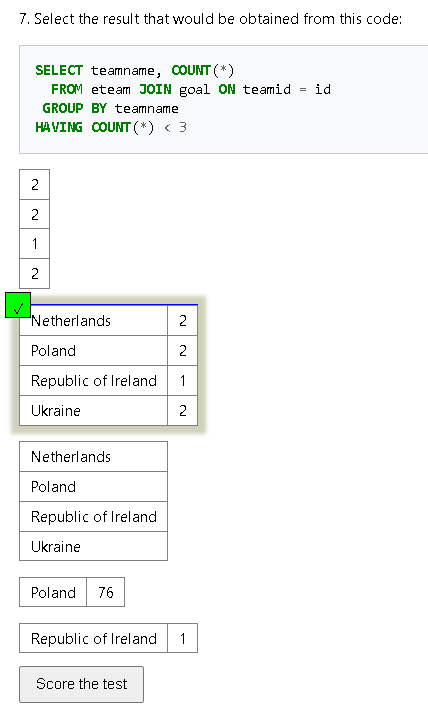 7. Select the result that would be obtained from this code:
SELECT teamname, COUNT(*)
FROM eteam JOIN goal ON teamid = id
GROUP BY teamname
HAVING COUNT(*) < 3
2
2
1
2
✓
Netherlands 2
Poland 2
Republic of Ireland 1
Ukraine 2
Netherlands
Poland
Republic of Ireland
Ukraine
Poland 76
Republic of Ireland 1
Score the test